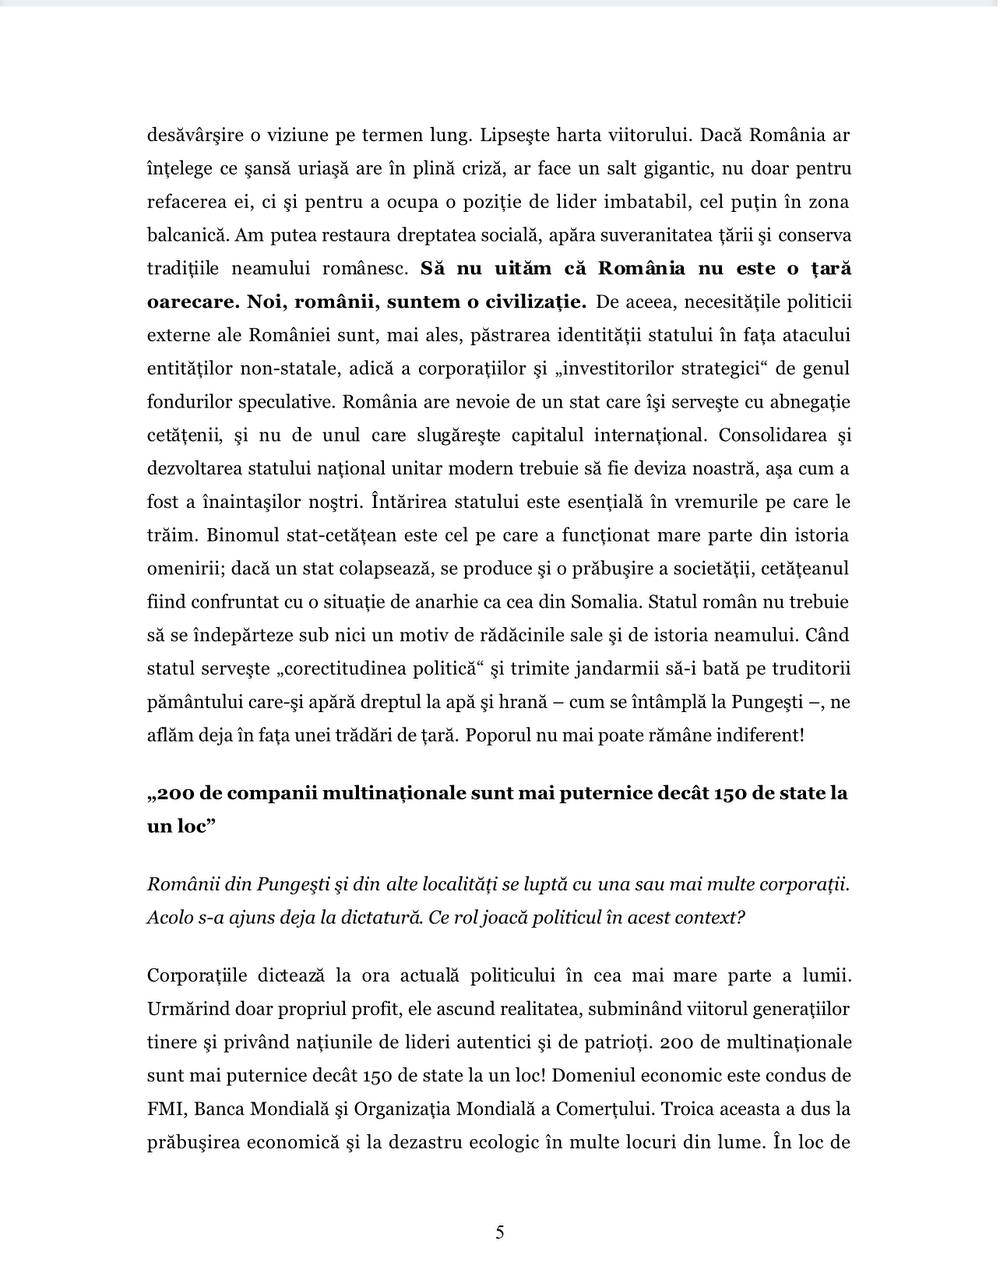 desăvârşire o viziune pe termen lung. Lipseşte harta viitorului. Dacă România ar
înţelege ce şansă uriaşă are în plină criză, ar face un salt gigantic, nu doar pentru
refacerea ei, ci şi pentru a ocupa o poziţie de lider imbatabil, cel puţin în zona
balcanică. Am putea restaura dreptatea socială, apăra suveranitatea ţării şi conserva
tradiţiile neamului românesc. Să nu uităm că România nu este o ţară
oarecare. Noi, românii, suntem o civilizaţie. De aceea, necesităţile politicii
externe ale României sunt, mai ales, păstrarea identităţii statului în faţa atacului
entităţilor non-statale, adică a corporaţiilor şi „investitorilor strategici“ de genul
fondurilor speculative. România are nevoie de un stat care îşi serveşte cu abnegaţie
cetăţenii, şi nu de unul care slugăreşte capitalul internaţional. Consolidarea şi
dezvoltarea statului naţional unitar modern trebuie să fie deviza noastră, aşa cum a
fost a înaintaşilor noştri. Întărirea statului este esenţială în vremurile pe care le
trăim. Binomul stat-cetăţean este cel pe care a funcţionat mare parte din istoria
omenirii; dacă un stat colapsează, se produce şi o prăbuşire a societăţii, cetăţeanul
fiind confruntat cu o situaţie de anarhie ca cea din Somalia. Statul român nu trebuie
să se îndepărteze sub nici un motiv de rădăcinile sale şi de istoria neamului. Când
statul serveşte „corectitudinea politică“ şi trimite jandarmii să-i bată pe truditorii
pământului care-şi apără dreptul la apă şi hrană – cum se întâmplă la Pungeşti –, ne
aflăm deja în faţa unei trădări de ţară. Poporul nu mai poate rămâne indiferent!
„200 de companii multinaţionale sunt mai puternice decât 150 de state la
un loc”
Românii din Pungeşti şi din alte localităţi se luptă cu una sau mai multe corporaţii.
Acolo s-a ajuns deja la dictatură. Ce rol joacă politicul în acest context?
Corporaţiile dictează la ora actuală politicului în cea mai mare parte a lumii.
Urmărind doar propriul profit, ele ascund realitatea, subminând viitorul generaţiilor
tinere şi privând naţiunile de lideri autentici şi de patrioţi. 200 de multinaţionale
sunt mai puternice decât 150 de state la un loc! Domeniul economic este condus de
FMI, Banca Mondială şi Organizaţia Mondială a Comerţului. Troica aceasta a dus la
prăbuşirea economică şi la dezastru ecologic în multe locuri din lume. În loc de
5